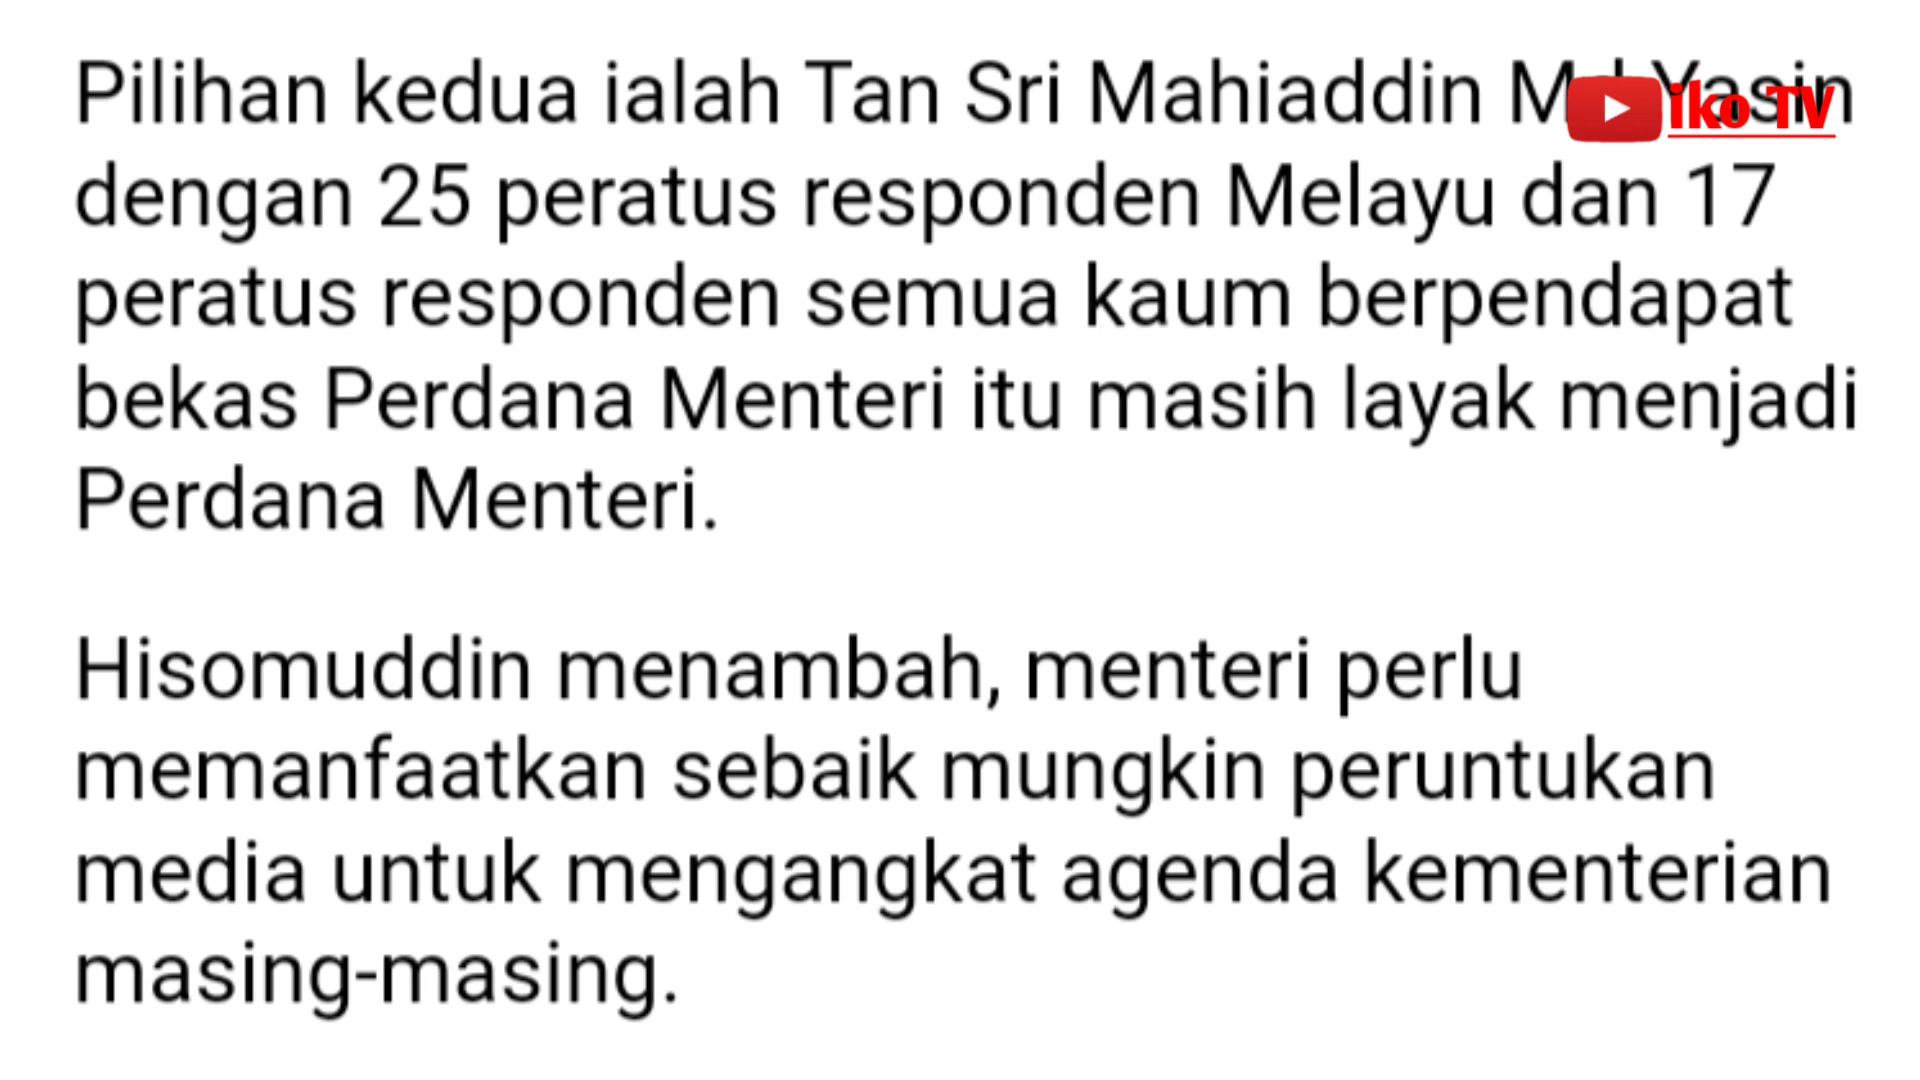 Pilihan kedua ialah Tan Sri Mahiaddin Md Yasin
iko TV
dengan 25 peratus responden Melayu dan 17
peratus responden semua kaum berpendapat
bekas Perdana Menteri itu masih layak menjadi
Perdana Menteri.
Hisomuddin menambah, menteri perlu
memanfaatkan sebaik mungkin peruntukan
media untuk mengangkat agenda kementerian
masing-masing.